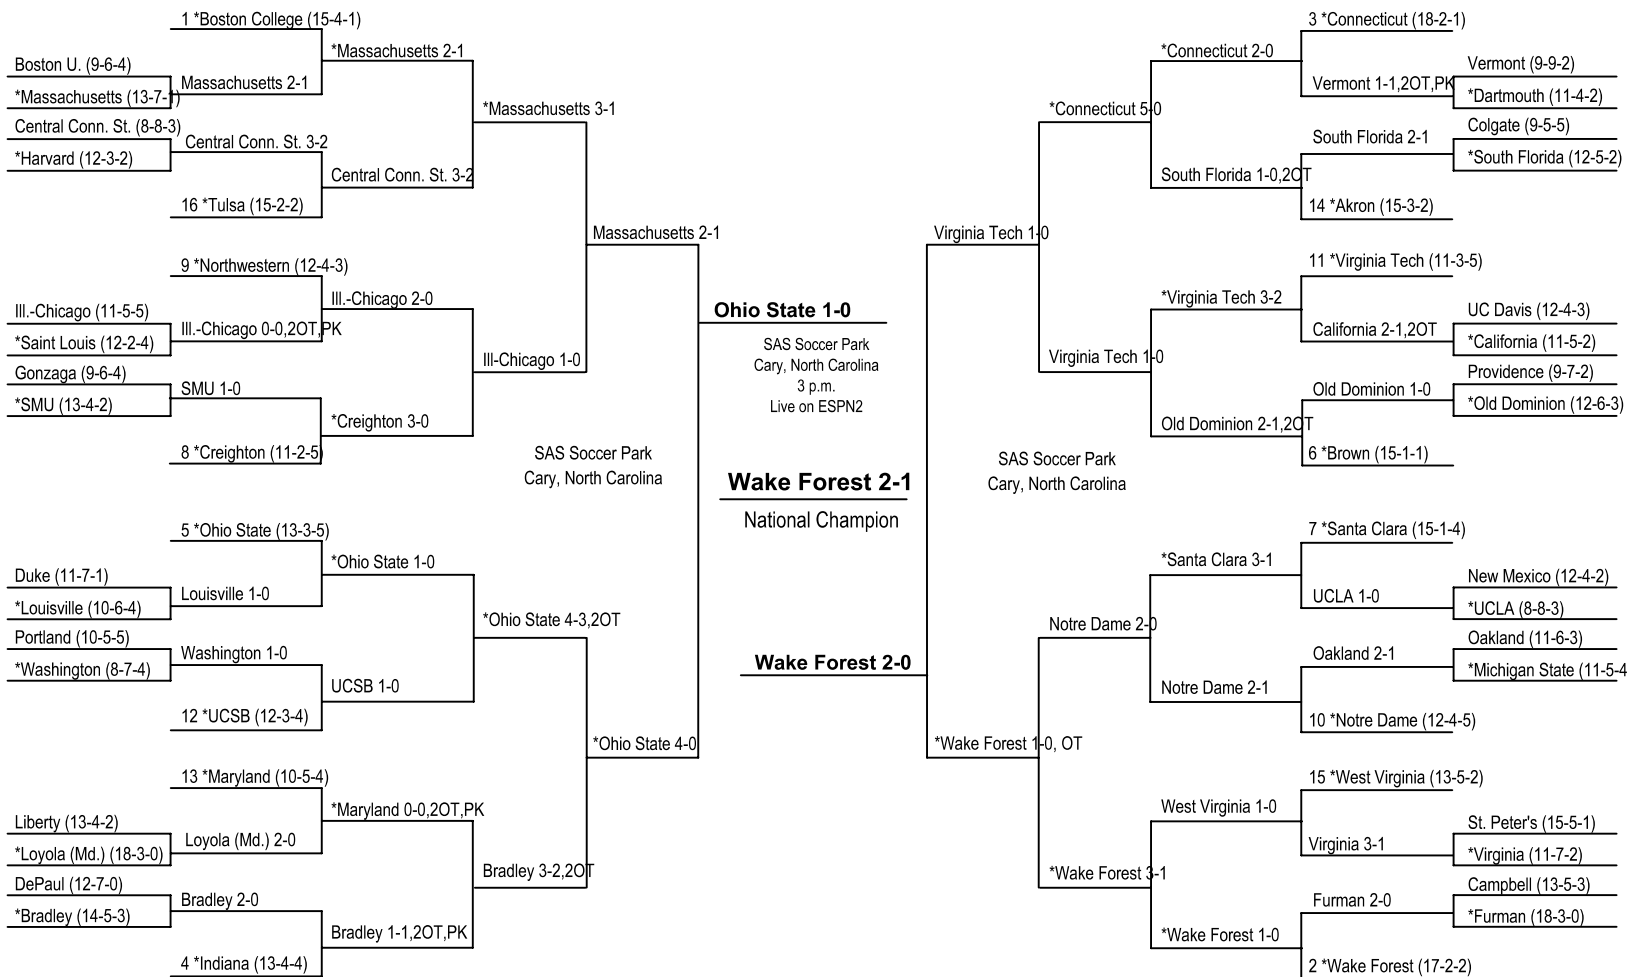 1 *Boston College (15-4-1)
*Massachusetts 2-1
Boston U. (9-6-4)
Massachusetts 2-1
*Massachusetts (13-7-1)
*Massachusetts 3-1
Central Conn. St. (8-8-3)
Central Conn. St. 3-2
*Harvard (12-3-2)
Central Conn. St. 3-2
16 *Tulsa (15-2-2)
Massachusetts 2-1
9 *Northwestern (12-4-3)
Ill.-Chicago 2-0
Ill.-Chicago (11-5-5)
Ill.-Chicago 0-0,2OT,PK
*Saint Louis (12-2-4)
Ill-Chicago 1-0
Gonzaga (9-6-4)
SMU 1-0
*SMU (13-4-2)
*Creighton 3-0
8 *Creighton (11-2-5)
SAS Soccer Park
Cary, North Carolina
5 *Ohio State (13-3-5)
*Ohio State 1-0
Duke (11-7-1)
Louisville 1-0
*Louisville (10-6-4)
*Ohio State 4-3,2OT
Portland (10-5-5)
Washington 1-0
*Washington (8-7-4)
UCSB 1-0
12 *UCSB (12-3-4)
*Ohio State 4-0
13 *Maryland (10-5-4)
*Maryland 0-0,2OT,PK
Liberty (13-4-2)
Loyola (Md.) 2-0
*Loyola (Md.) (18-3-0)
Bradley 3-2,2OT
DePaul (12-7-0)
Bradley 2-0
*Bradley (14-5-3)
Bradley 1-1,2OT,PK
4 *Indiana (13-4-4)
Ohio State 1-0
SAS Soccer Park
Cary, North Carolina
3 p.m.
Live on ESPN2
Wake Forest 2-1
National Champion
Wake Forest 2-0
3 *Connecticut (18-2-1)
*Connecticut 2-0
Vermont (9-9-2)
Vermont 1-1,2OT,PK
*Dartmouth (11-4-2)
*Connecticut 5-0
Colgate (9-5-5)
South Florida 2-1
*South Florida (12-5-2)
South Florida 1-0,2OT
14 *Akron (15-3-2)
Virginia Tech 1-0
11 *Virginia Tech (11-3-5)
*Virginia Tech 3-2
UC Davis (12-4-3)
California 2-1,2OT
*California (11-5-2)
Virginia Tech 1-0
Providence (9-7-2)
Old Dominion 1-0
*Old Dominion (12-6-3)
Old Dominion 2-1,2OT
6 *Brown (15-1-1)
SAS Soccer Park
Cary, North Carolina
7 *Santa Clara (15-1-4)
*Santa Clara 3-1
New Mexico (12-4-2)
UCLA 1-0
*UCLA (8-8-3)
Notre Dame 2-0
Oakland (11-6-3)
Oakland 2-1
*Michigan State (11-5-4
Notre Dame 2-1
10 *Notre Dame (12-4-5)
*Wake Forest 1-0, OT
15 *West Virginia (13-5-2)
West Virginia 1-0
St. Peter's (15-5-1)
Virginia 3-1
*Virginia (11-7-2)
*Wake Forest 3-1
Campbell (13-5-3)
Furman 2-0
*Furman (18-3-0)
*Wake Forest 1-0
2 *Wake Forest (17-2-2)